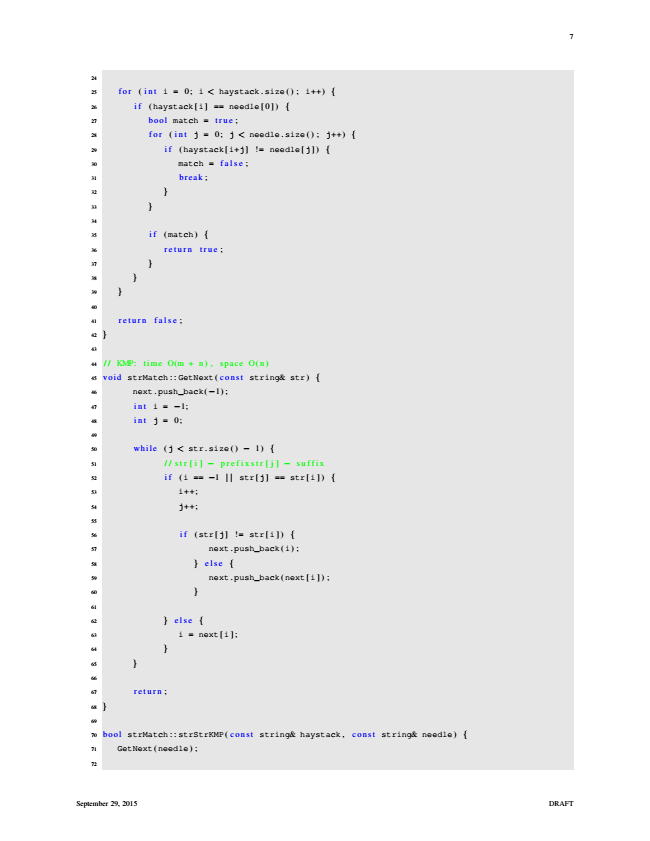 7
24
25 for (int i = 0; i < haystack.size(); i++) {
26 if (haystack[i] == needle[0]) {
27 bool match = true;
28 for (int j = 0; j < needle.size(); j++) {
29 if (haystack[i+j] != needle[j]) {
30 match = false;
31 break;
32 }
33 }
34
35 if (match) {
36 return true;
37 }
38 }
39 }
40
41 return false;
42 }
43
44 // KMP: time O(m + n), space O(n)
45 void strMatch::GetNext(const string& str) {
46 next.push_back(−1);
47 int i = −1;
48 int j = 0;
49
50 while (j < str.size() − 1) {
51 //str[i] − prefixstr[j] − suffix
52 if (i == −1 || str[j] == str[i]) {
53 i++;
54 j++;
55
56 if (str[j] != str[i]) {
57 next.push_back(i);
58 } else {
59 next.push_back(next[i]);
60 }
61
62 } else {
63 i = next[i];
64 }
65 }
66
67 return;
68 }
69
70 bool strMatch::strStrKMP(const string& haystack, const string& needle) {
71 GetNext(needle);
72
September 29, 2015 DRAFT